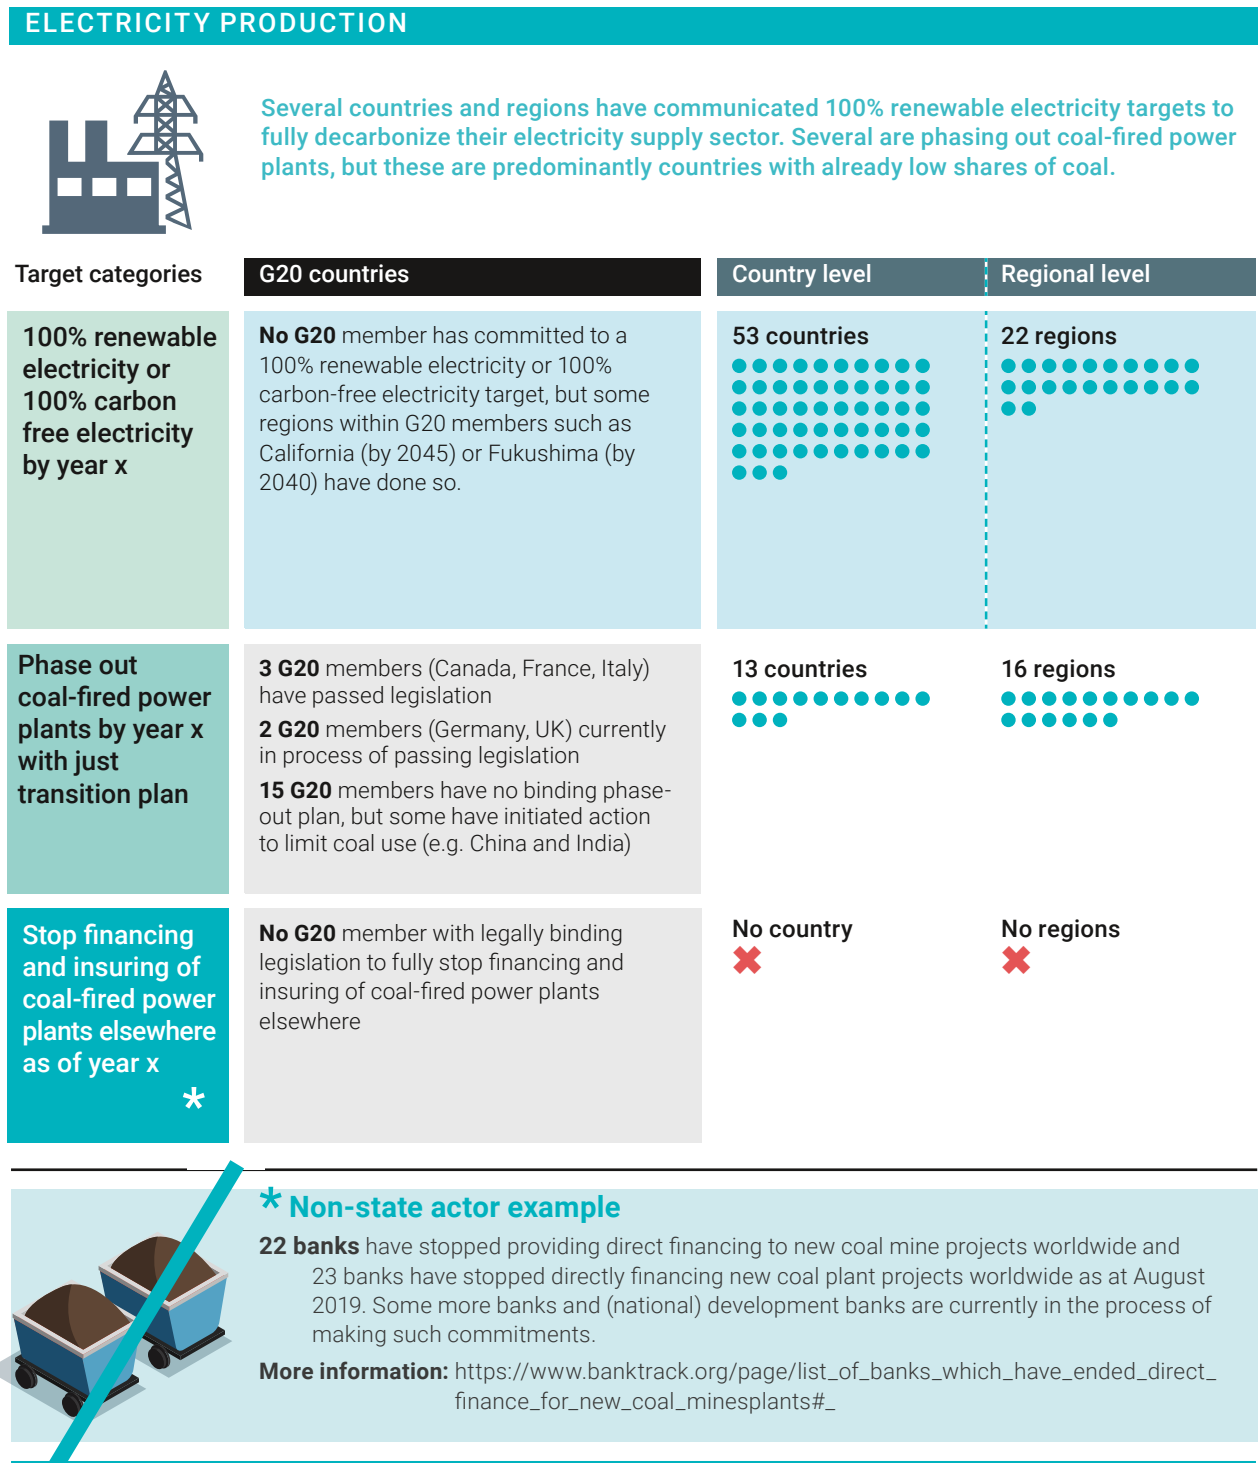 ELECTRICITY PRODUCTION
Several countries and regions have communicated 100% renewable electricity targets to
fully decarbonize their electricity supply sector. Several are phasing out coal-fired power
plants, but these are predominantly countries with already low shares of coal.
Target categories
G20 countries
Country level
Regional level
100% renewable
electricity or
100% carbon
free electricity
by year x
No G20 member has committed to a
100% renewable electricity or 100%
carbon-free electricity target, but some
regions within G20 members such as
California (by 2045) or Fukushima (by
2040) have done so.
53 countries
22 regions
Phase out
coal-fired power
plants by year x
with just
transition plan
3 G20 members (Canada, France, Italy)
have passed legislation
2 G20 members (Germany, UK) currently
in process of passing legislation
15 G20 members have no binding phase-
out plan, but some have initiated action
to limit coal use (e.g. China and India)
13 countries
16 regions
Stop financing
and insuring of
coal-fired power
plants elsewhere
as of year x
*
No G20 member with legally binding
legislation to fully stop financing and
insuring of coal-fired power plants
elsewhere
No country
No regions
* Non-state actor example
22 banks have stopped providing direct financing to new coal mine projects worldwide and
23 banks have stopped directly financing new coal plant projects worldwide as at August
2019. Some more banks and (national) development banks are currently in the process of
making such commitments.
More information: https://www.banktrack.org/page/list_of_banks_which_have_ended_direct_
finance_for_new_coal_minesplants#_